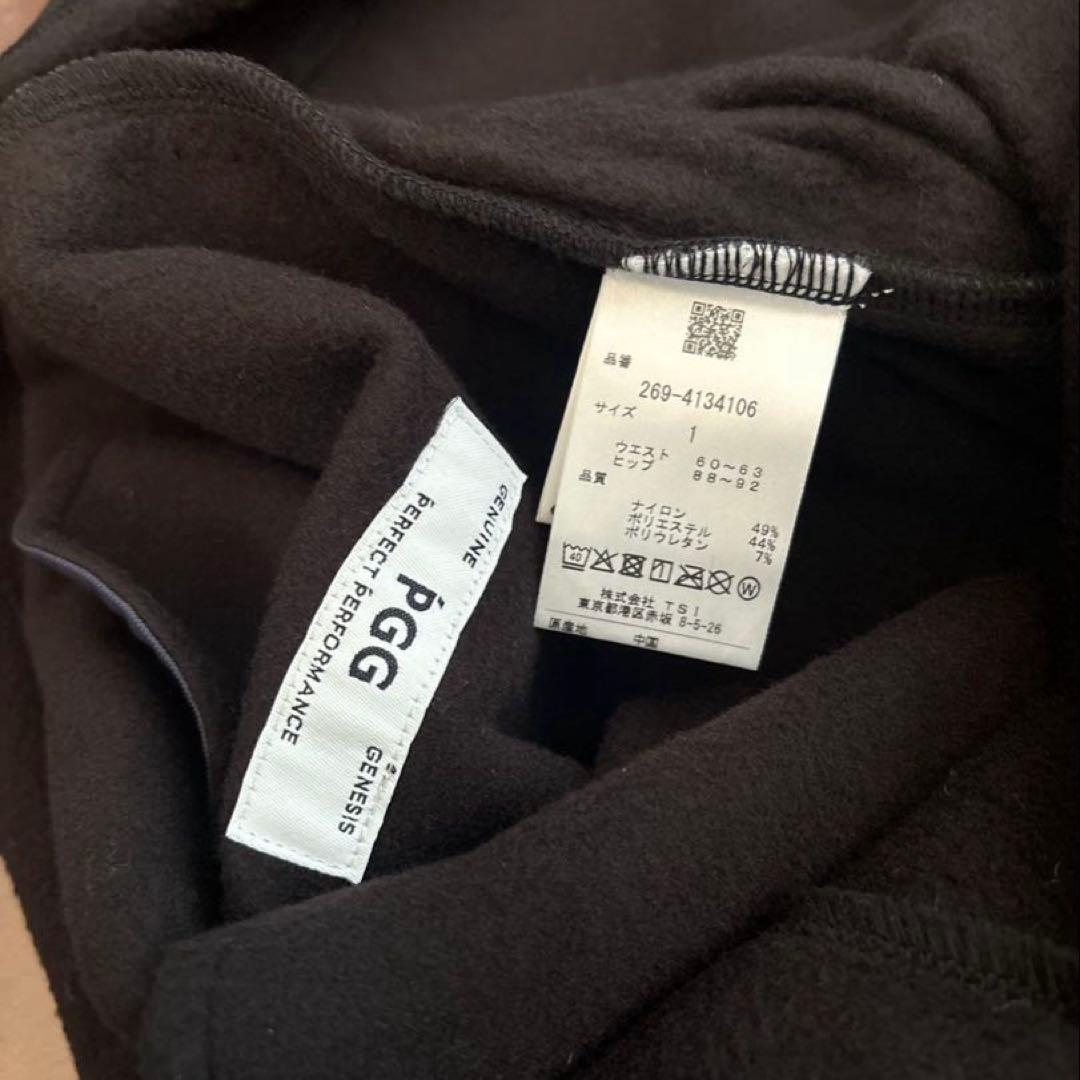 品番
269-4134106
サイズ
1
ウエスト 60～63
ヒップ 88～92
品質
ナイロン 49%
ポリエステル 44%
ポリウレタン 7%
40
W
株式会社 TSI
東京都港区赤坂 8-5-26
原産地 中国
GENUINE
PERFECT PERFORMANCE
PGG
GENESIS